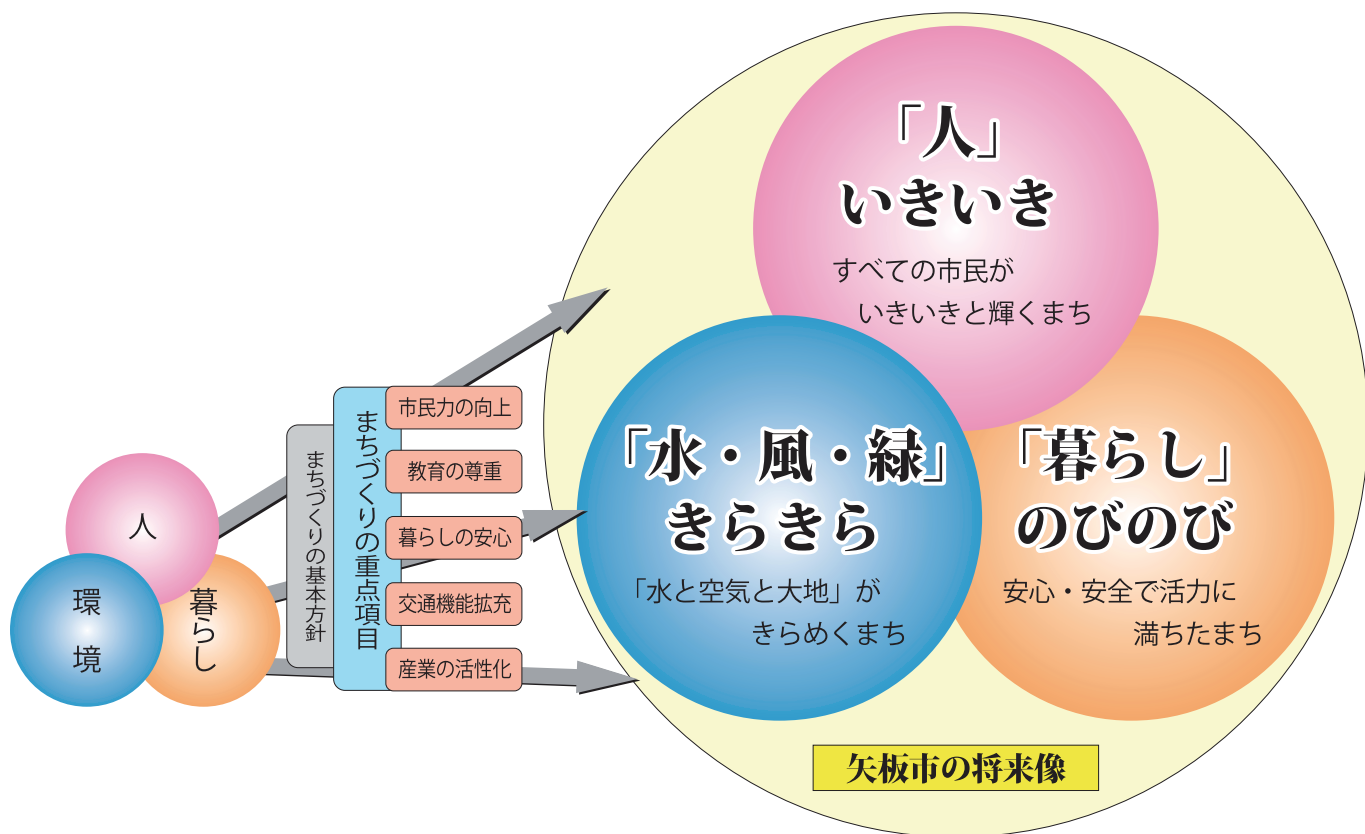 人
環
境
暮らし
まちづくりの基本方針
まちづくりの重点項目
市民力の向上
教育の尊重
暮らしの安心
交通機能拡充
産業の活性化
「人」
いきいき
すべての市民が
いきいきと輝くまち
「水・風・緑」
きらきら
「水と空気と大地」が
きらめくまち
「暮らし」
のびのび
安心・安全で活力に
満ちたまち
矢板市の将来像